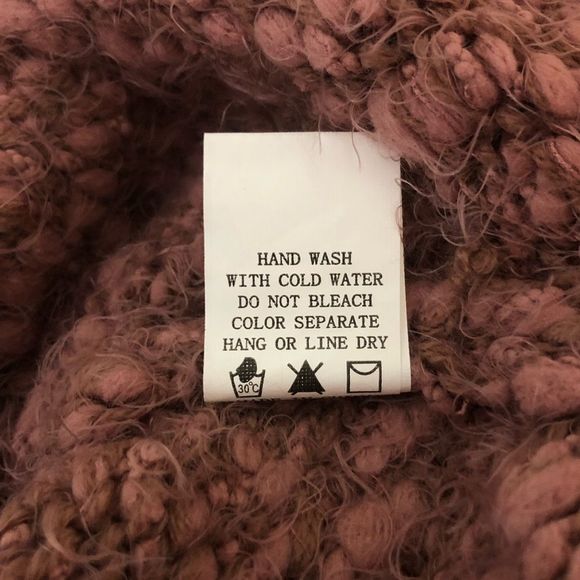 HAND WASH
WITH COLD WATER
DO NOT BLEACH
COLOR SEPARATE
HANG OR LINE DRY
30°C